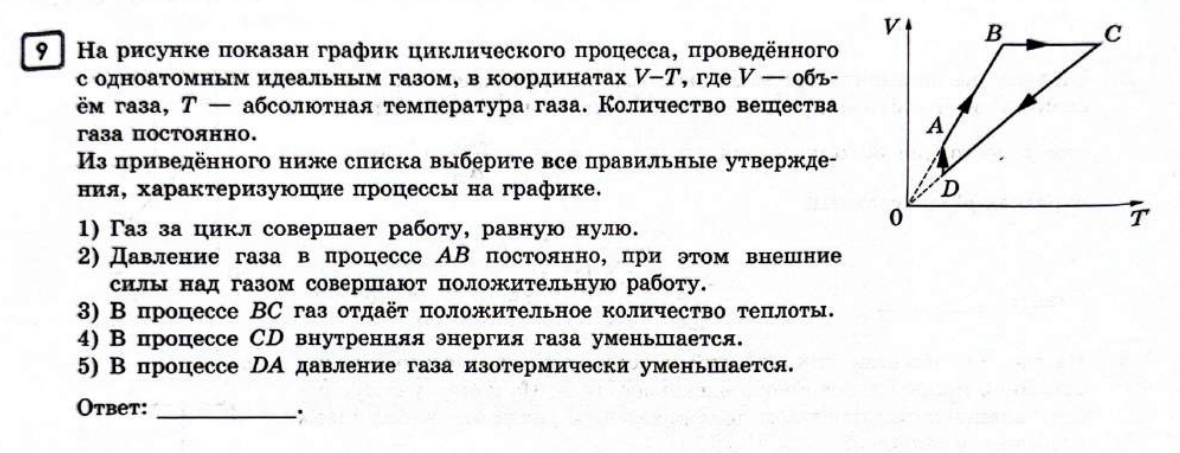 9
На рисунке показан график циклического процесса, проведённого
с одноатомным идеальным газом, в координатах V–T, где V — объ-
ём газа, T — абсолютная температура газа. Количество вещества
газа постоянно.
Из приведённого ниже списка выберите все правильные утвержде-
ния, характеризующие процессы на графике.
1) Газ за цикл совершает работу, равную нулю.
2) Давление газа в процессе AB постоянно, при этом внешние
силы над газом совершают положительную работу.
3) В процессе BC газ отдаёт положительное количество теплоты.
4) В процессе CD внутренняя энергия газа уменьшается.
5) В процессе DA давление газа изотермически уменьшается.
Ответ: ____________.
V
B
C
A
D
0
T